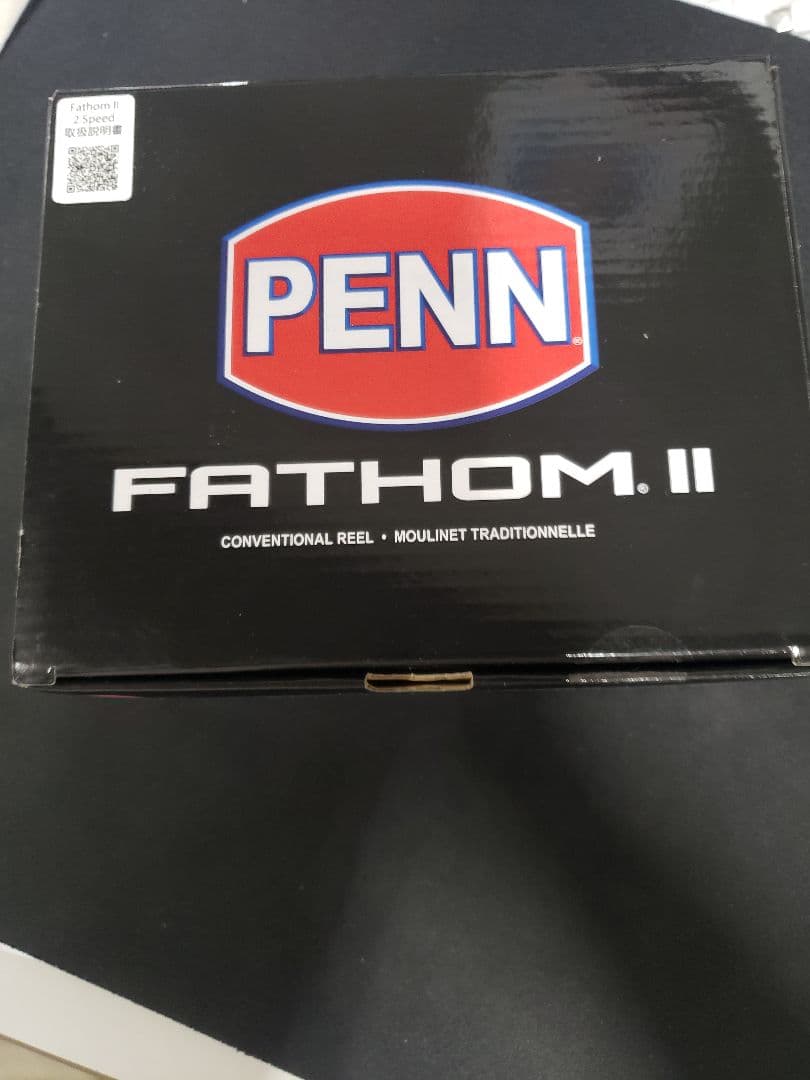 Fathom II
2 Speed
取扱説明書
PENN®
FATHOM® II
CONVENTIONAL REEL • MOULINET TRADITIONNELLE